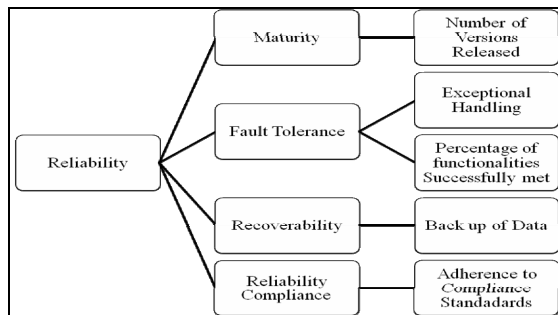 Reliability
Maturity
Number of
Versions
Released
Fault Tolerance
Exceptional
Handling
Percentage of
functionalities
Successfully met
Recoverability
Back up of Data
Reliability
Compliance
Adherence to
Compliance
Standadards